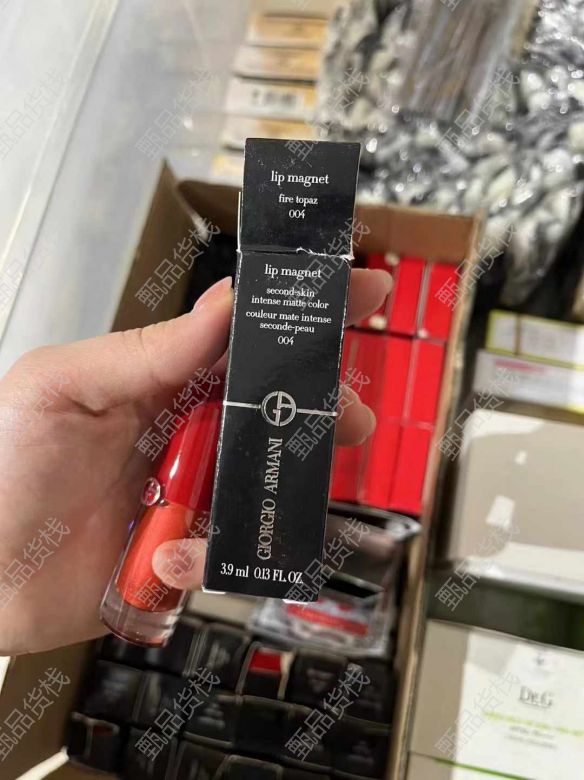 lip magnet
fire topaz
004
lip magnet
second-skin
intense matte color
couleur mate intense
seconde-peau
004
GIORGIO ARMANI
3.9 ml 0.13 FL.OZ
Dr.G
甄品货栈